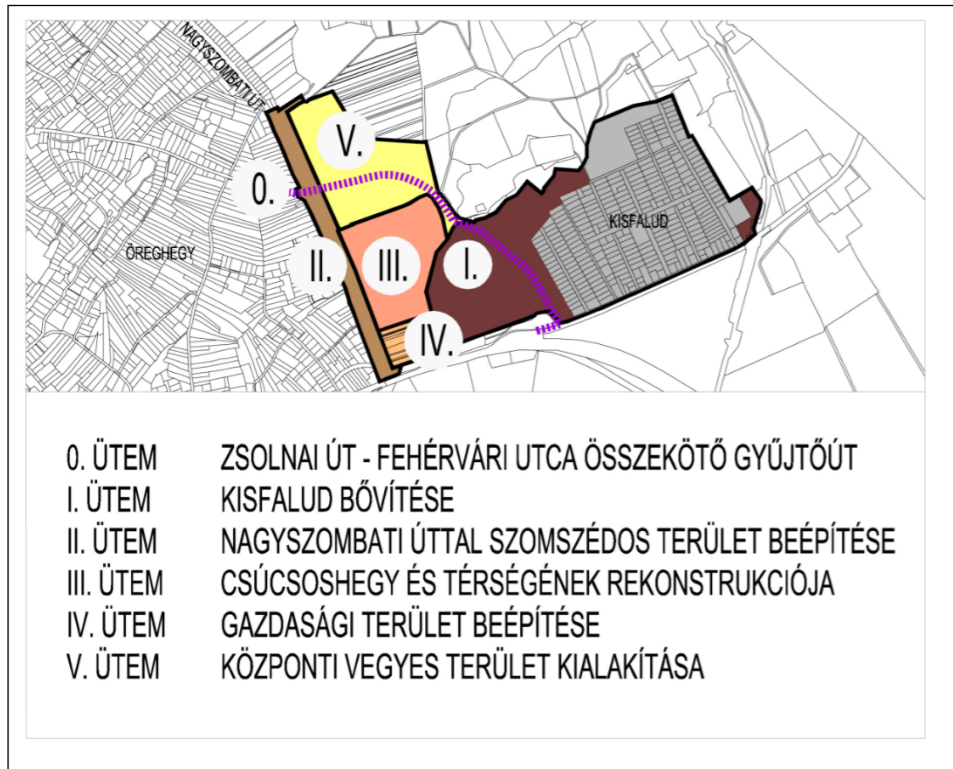 NAGYSZOMBATI ÚT
V.
0.
KISFALUD
ÖREGHEGY
II.
III.
I.
IV.
0. ÜTEM ZSOLNAI ÚT - FEHÉRVÁRI UTCA ÖSSZEKÖTŐ GYŰJTŐÚT
I. ÜTEM KISFALUD BŐVÍTÉSE
II. ÜTEM NAGYSZOMBATI ÚTTAL SZOMSZÉDOS TERÜLET BEÉPÍTÉSE
III. ÜTEM CSÚCSOSHEGY ÉS TÉRSÉGÉNEK REKONSTRUKCIÓJA
IV. ÜTEM GAZDASÁGI TERÜLET BEÉPÍTÉSE
V. ÜTEM KÖZPONTI VEGYES TERÜLET KIALAKÍTÁSA